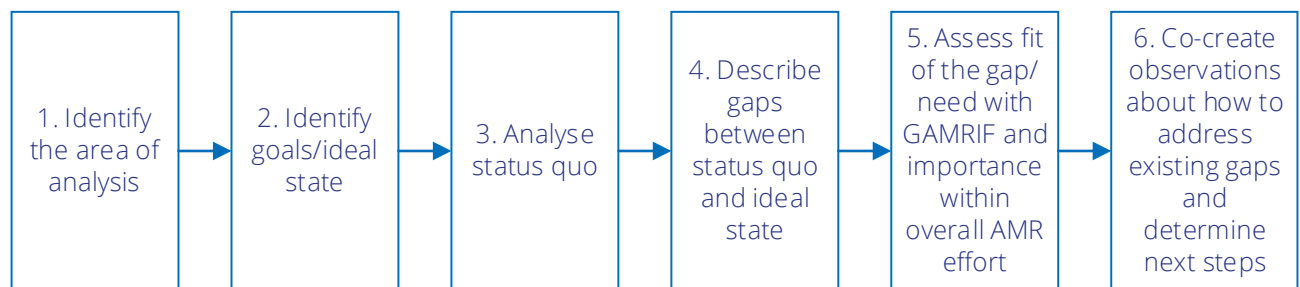 1. Identify
the area of
analysis
2. Identify
goals/ideal
state
3. Analyse
status quo
4. Describe
gaps
between
status quo
and ideal
state
5. Assess fit
of the gap/
need with
GAMRIF and
importance
within
overall AMR
effort
6. Co-create
observations
about how to
address
existing gaps
and
determine
next steps